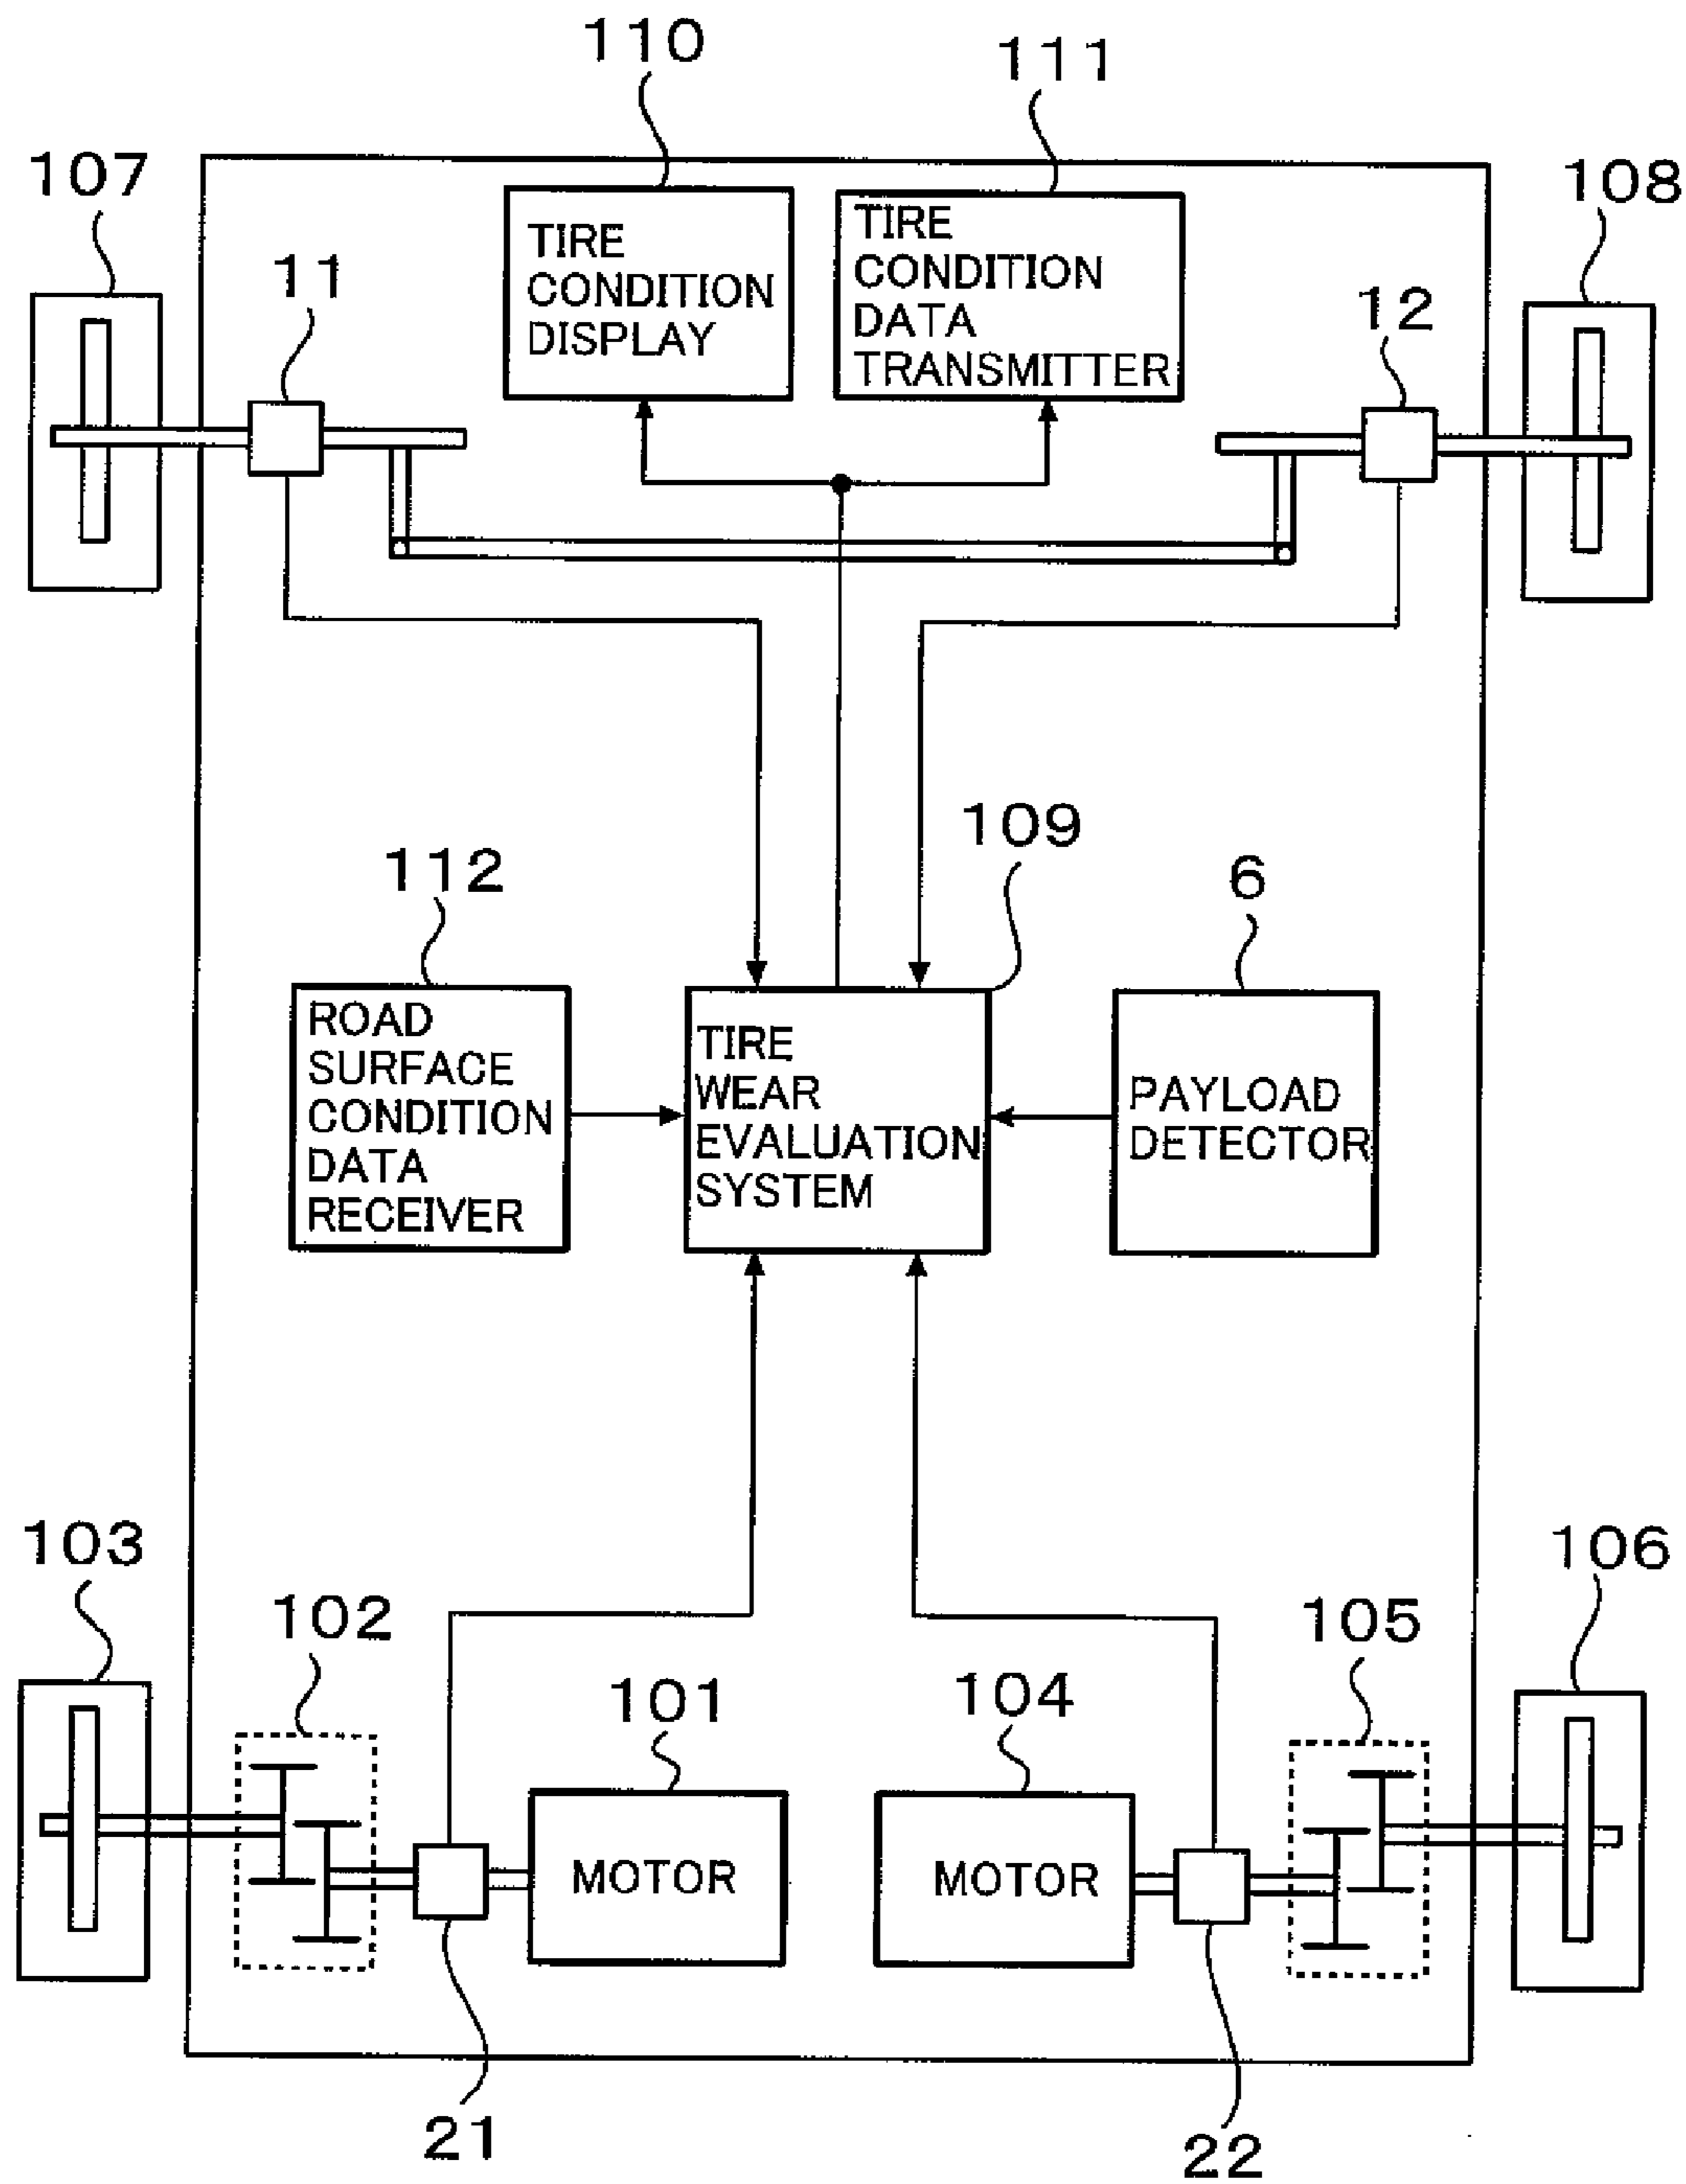 110
111
107
108
11
TIRE
CONDITION
DISPLAY
TIRE
CONDITION
DATA
TRANSMITTER
12
109
112
6
ROAD
SURFACE
CONDITION
DATA
RECEIVER
TIRE
WEAR
EVALUATION
SYSTEM
PAYLOAD
DETECTOR
103
106
102
105
101
104
MOTOR
MOTOR
21
22